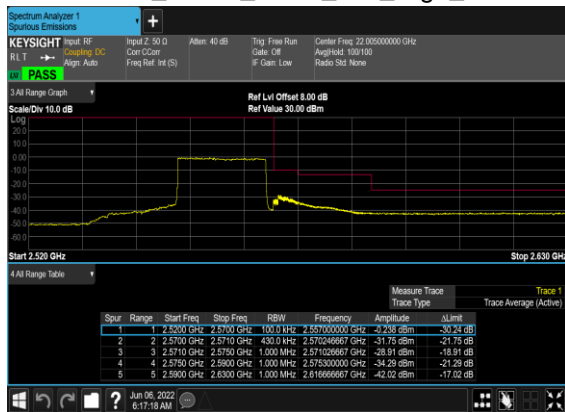 Spectrum Analyzer 1
Spurious Emissions
+
KEYSIGHT Input: RF Input Z: 50 Ω Atten: 40 dB Trig: Free Run Center Freq: 22.005000000 GHz
RLT Coupling: DC Corr CCorr Gate: Off Avg|Hold: 100/100
Align: Auto Freq Ref: Int (S) IF Gain: Low Radio Std: None
PASS
3 All Range Graph
Ref Lvl Offset 8.00 dB
Scale/Div 10.0 dB Ref Value 30.00 dBm
Log
20.0
10.0
0.00
-10.0
-20.0
-30.0
-40.0
-50.0
-60.0
Start 2.520 GHz Stop 2.630 GHz
4 All Range Table
Measure Trace Trace 1
Trace Type Trace Average (Active)
Spur Range Start Freq Stop Freq RBW Frequency Amplitude ΔLimit
1 1 2.5200 GHz 2.5700 GHz 100.0 kHz 2.557000000 GHz -0.238 dBm -30.24 dB
2 2 2.5700 GHz 2.5710 GHz 430.0 kHz 2.570246667 GHz -31.75 dBm -21.75 dB
3 3 2.5710 GHz 2.5750 GHz 1.000 MHz 2.571026667 GHz -28.91 dBm -18.91 dB
4 4 2.5750 GHz 2.5900 GHz 1.000 MHz 2.575300000 GHz -34.29 dBm -21.29 dB
5 5 2.5900 GHz 2.6300 GHz 1.000 MHz 2.616666667 GHz -42.02 dBm -17.02 dB
? Jun 06, 2022
6:17:18 AM